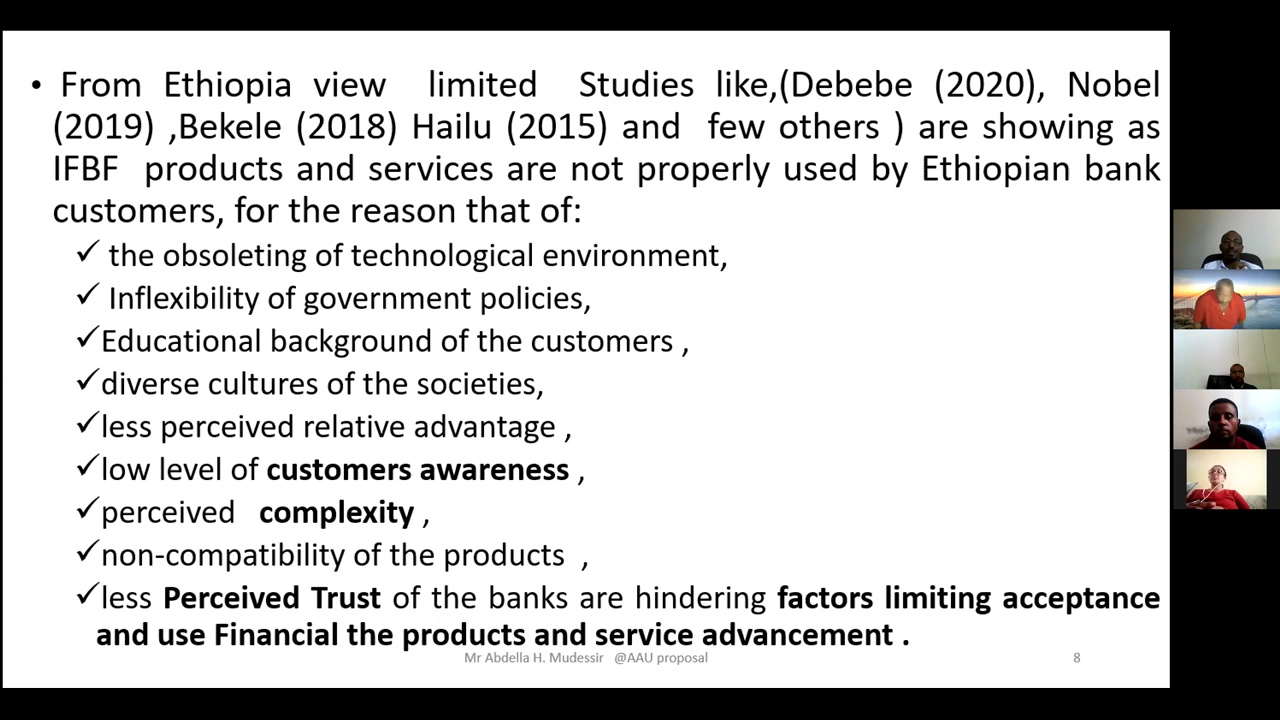 • From Ethiopia view limited Studies like,(Debebe (2020), Nobel
(2019) ,Bekele (2018) Hailu (2015) and few others ) are showing as
IFBF products and services are not properly used by Ethiopian bank
customers, for the reason that of:
✓ the obsoleting of technological environment,
✓ Inflexibility of government policies,
✓Educational background of the customers ,
✓diverse cultures of the societies,
✓less perceived relative advantage ,
✓low level of customers awareness ,
✓perceived complexity ,
✓non-compatibility of the products ,
✓less Perceived Trust of the banks are hindering factors limiting acceptance
and use Financial the products and service advancement .
Mr Abdella H. Mudessir @AAU proposal 8